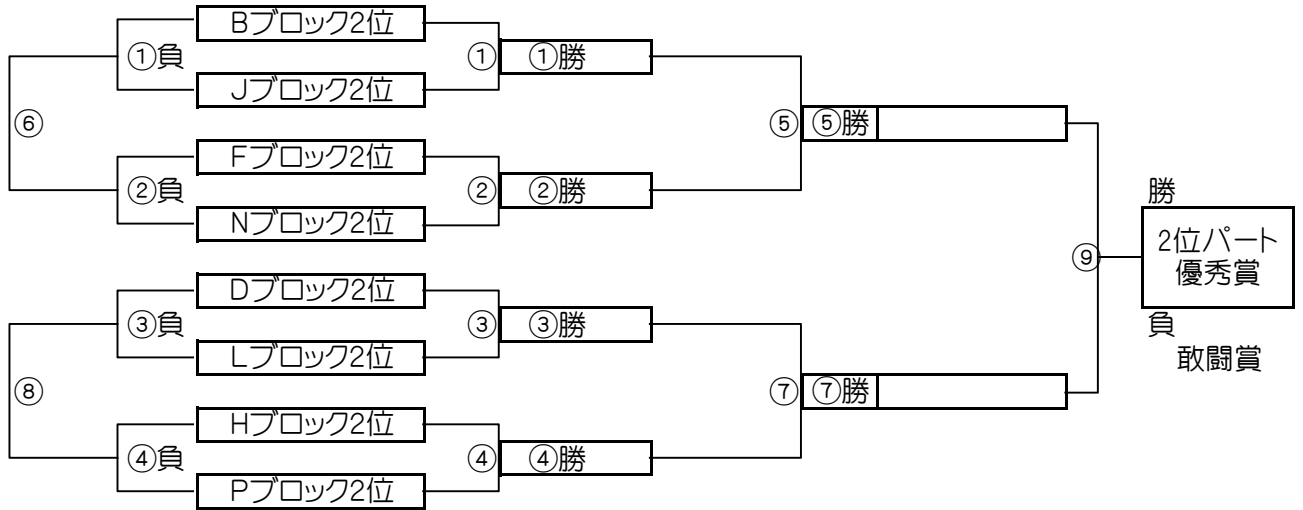 Bブロック2位
①負 ① ①勝
Jブロック2位
⑥ ⑤ ⑤勝
Fブロック2位
②負 ② ②勝
Nブロック2位
勝
2位パート
優秀賞
⑨
負
敢闘賞
Dブロック2位
③負 ③ ③勝
Lブロック2位
⑧ ⑦ ⑦勝
Hブロック2位
④負 ④ ④勝
Pブロック2位